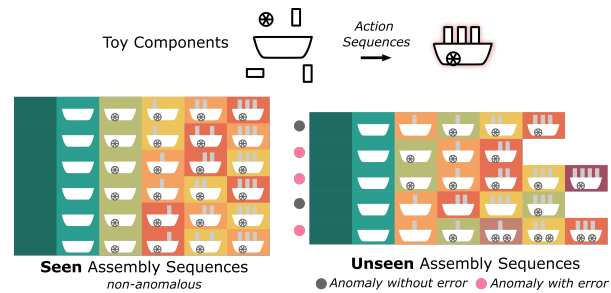 Toy Components
Action
Sequences
Seen Assembly Sequences
non-anomalous
Unseen Assembly Sequences
Anomaly without error
Anomaly with error